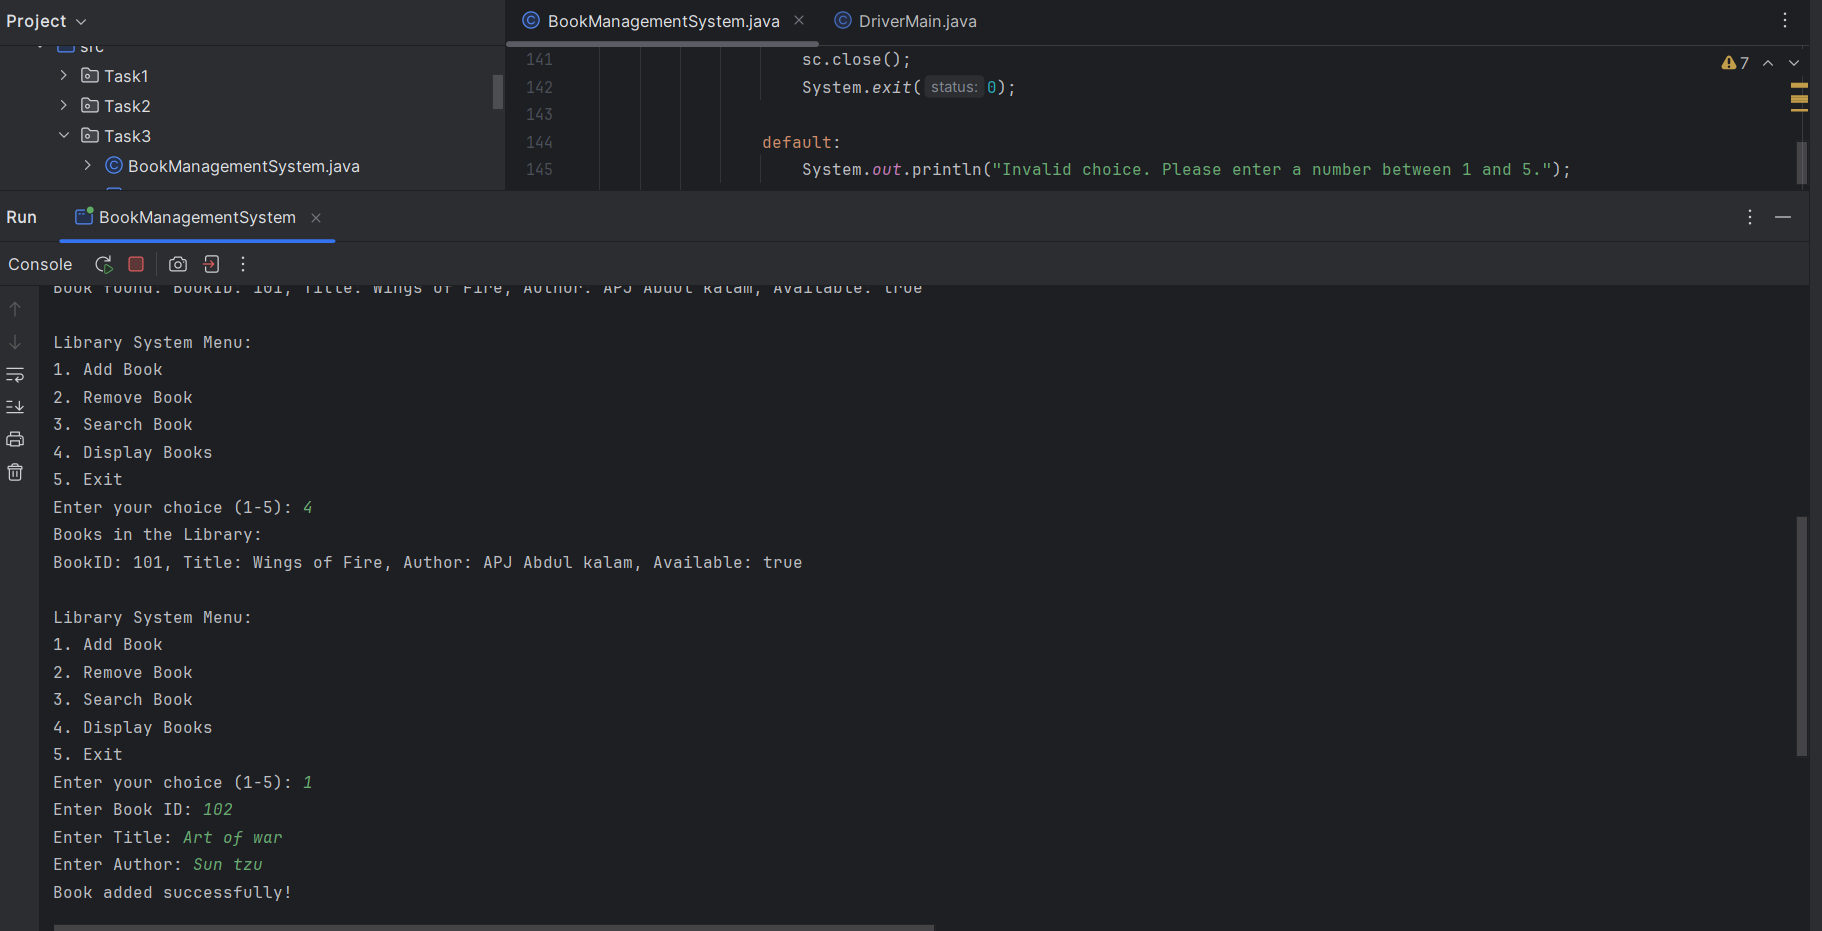 Project
src
Task1
Task2
Task3
BookManagementSystem.java
BookManagementSystem.java
DriverMain.java
7
141 sc.close();
142 System.exit( status: 0);
143
144 default:
145 System.out.println("Invalid choice. Please enter a number between 1 and 5.");
Run BookManagementSystem
Console
Book found: BookID: 101, Title: Wings of Fire, Author: APJ Abdul kalam, Available: true
Library System Menu:
1. Add Book
2. Remove Book
3. Search Book
4. Display Books
5. Exit
Enter your choice (1-5): 4
Books in the Library:
BookID: 101, Title: Wings of Fire, Author: APJ Abdul kalam, Available: true
Library System Menu:
1. Add Book
2. Remove Book
3. Search Book
4. Display Books
5. Exit
Enter your choice (1-5): 1
Enter Book ID: 102
Enter Title: Art of war
Enter Author: Sun tzu
Book added successfully!